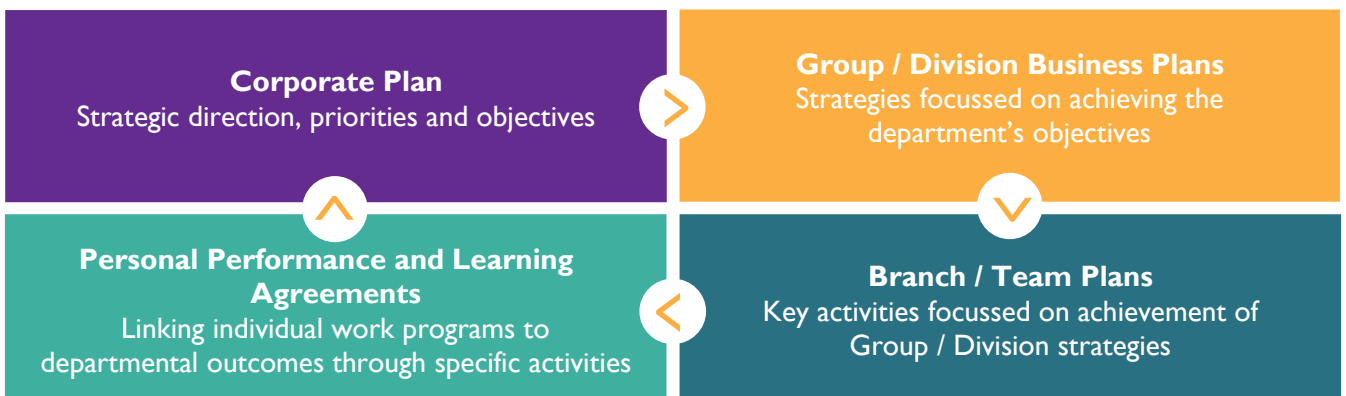 Corporate Plan
Strategic direction, priorities and objectives
Group / Division Business Plans
Strategies focussed on achieving the
department’s objectives
Personal Performance and Learning
Agreements
Linking individual work programs to
departmental outcomes through specific activities
Branch / Team Plans
Key activities focussed on achievement of
Group / Division strategies